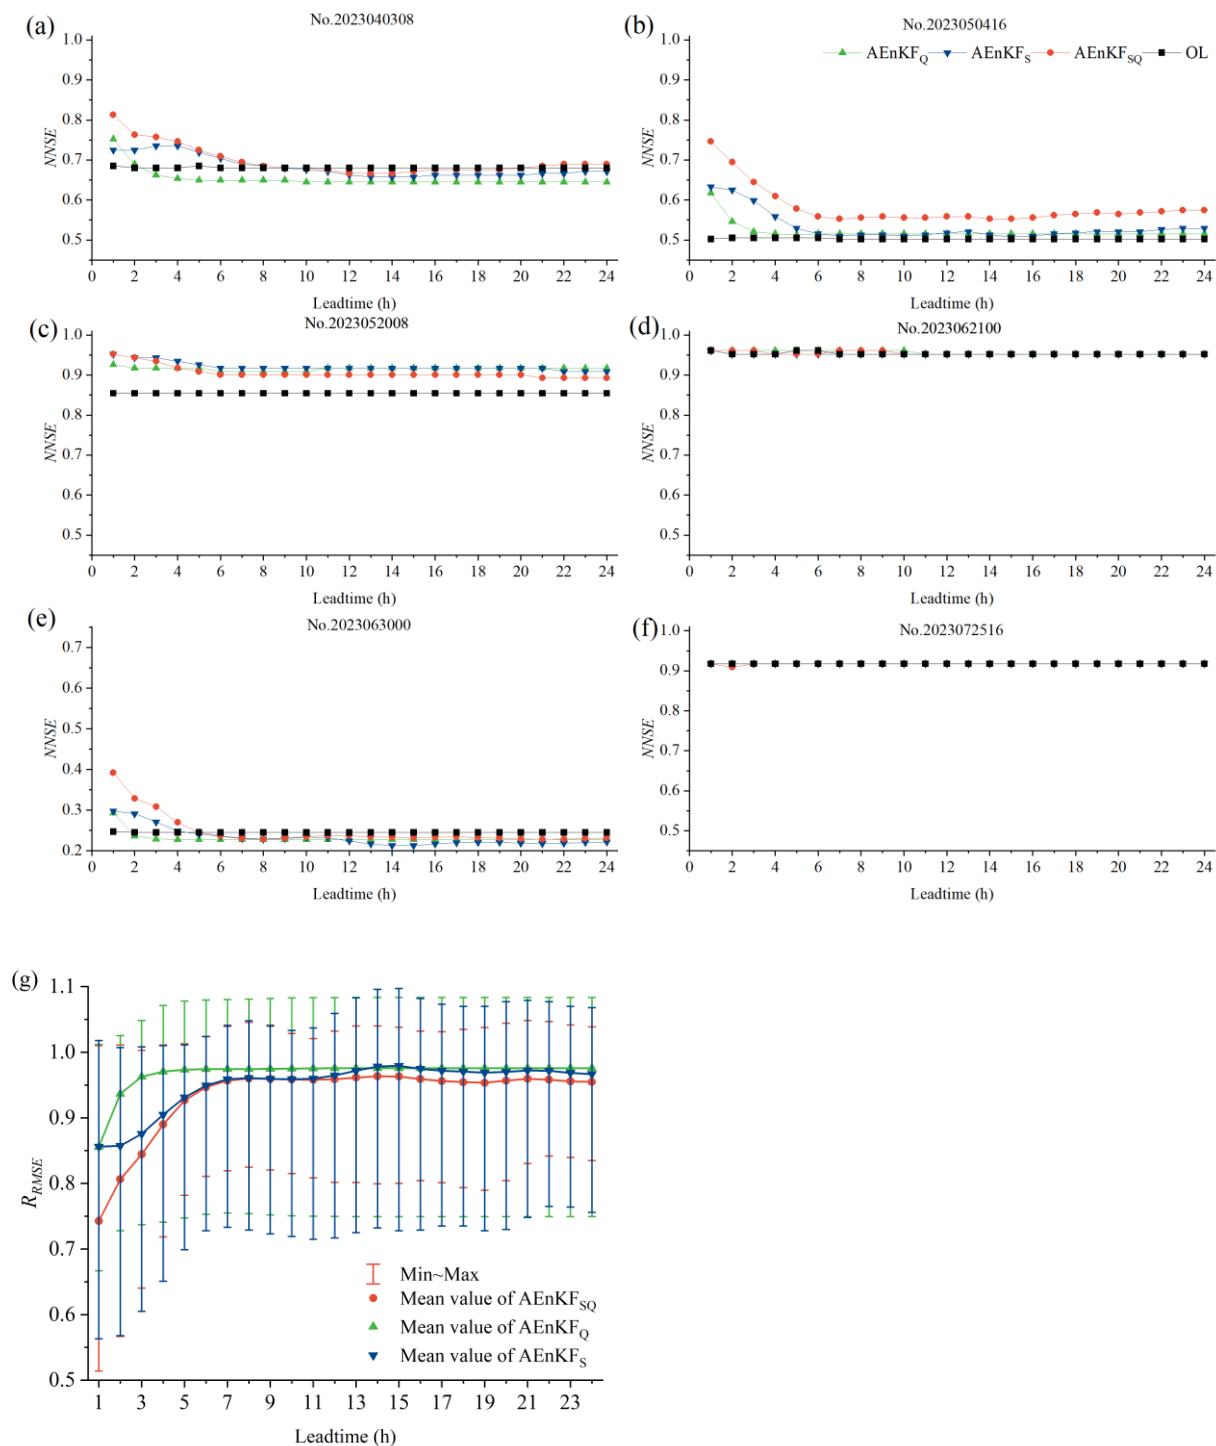 (a)
No.2023040308
1.0
0.9
0.8
0.7
0.6
0.5
NNSE
0 2 4 6 8 10 12 14 16 18 20 22 24
Leadtime (h)
(b)
No.2023050416
AEnKF_Q AEnKF_S AEnKF_SQ OL
1.0
0.9
0.8
0.7
0.6
0.5
NNSE
0 2 4 6 8 10 12 14 16 18 20 22 24
Leadtime (h)
(c)
No.2023052008
1.0
0.9
0.8
0.7
0.6
0.5
NNSE
0 2 4 6 8 10 12 14 16 18 20 22 24
Leadtime (h)
(d)
No.2023062100
1.0
0.9
0.8
0.7
0.6
0.5
NNSE
0 2 4 6 8 10 12 14 16 18 20 22 24
Leadtime (h)
(e)
No.2023063000
0.7
0.6
0.5
0.4
0.3
0.2
NNSE
0 2 4 6 8 10 12 14 16 18 20 22 24
Leadtime (h)
(f)
No.2023072516
1.0
0.9
0.8
0.7
0.6
0.5
NNSE
0 2 4 6 8 10 12 14 16 18 20 22 24
Leadtime (h)
(g)
1.1
1.0
0.9
0.8
0.7
0.6
0.5
R_RMSE
Min~Max
Mean value of AEnKF_SQ
Mean value of AEnKF_Q
Mean value of AEnKF_S
1 3 5 7 9 11 13 15 17 19 21 23
Leadtime (h)